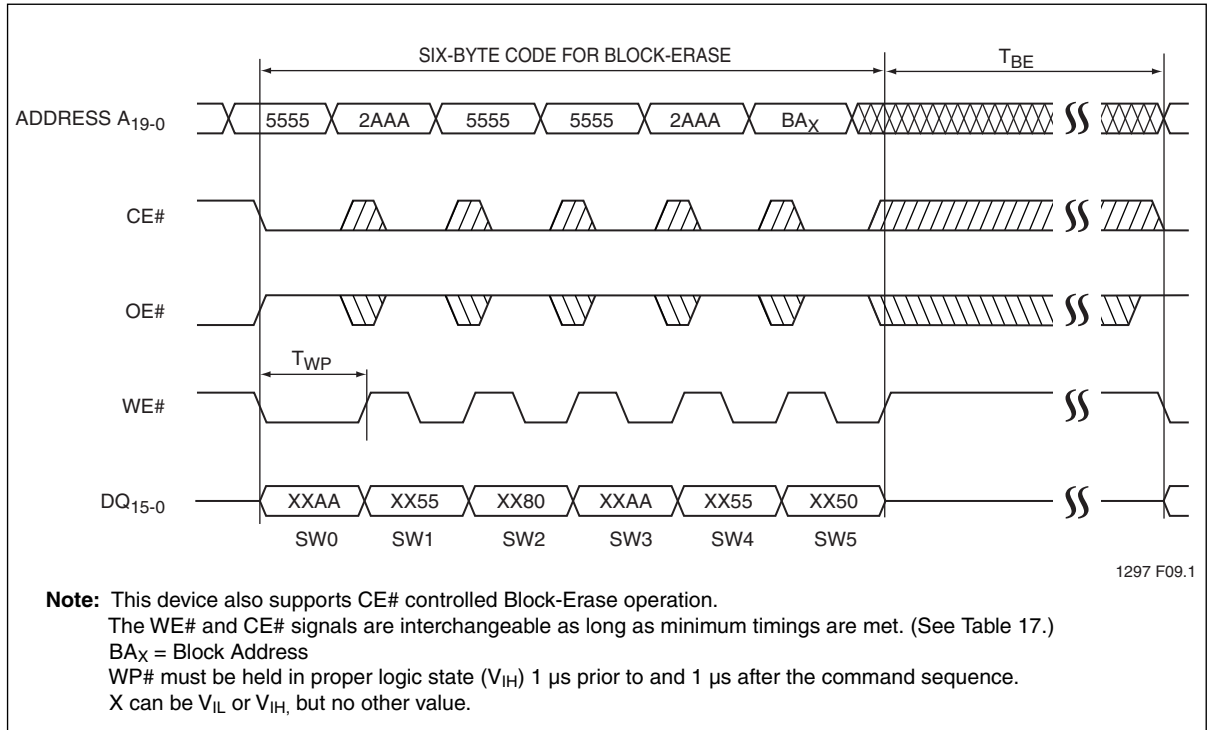 SIX-BYTE CODE FOR BLOCK-ERASE
TBE
ADDRESS A19-0
5555 2AAA 5555 5555 2AAA BAX
CE#
OE#
TWP
WE#
DQ15-0
XXAA XX55 XX80 XXAA XX55 XX50
SW0 SW1 SW2 SW3 SW4 SW5
1297 F09.1
Note: This device also supports CE# controlled Block-Erase operation.
The WE# and CE# signals are interchangeable as long as minimum timings are met. (See Table 17.)
BAX = Block Address
WP# must be held in proper logic state (VIH) 1 µs prior to and 1 µs after the command sequence.
X can be VIL or VIH, but no other value.